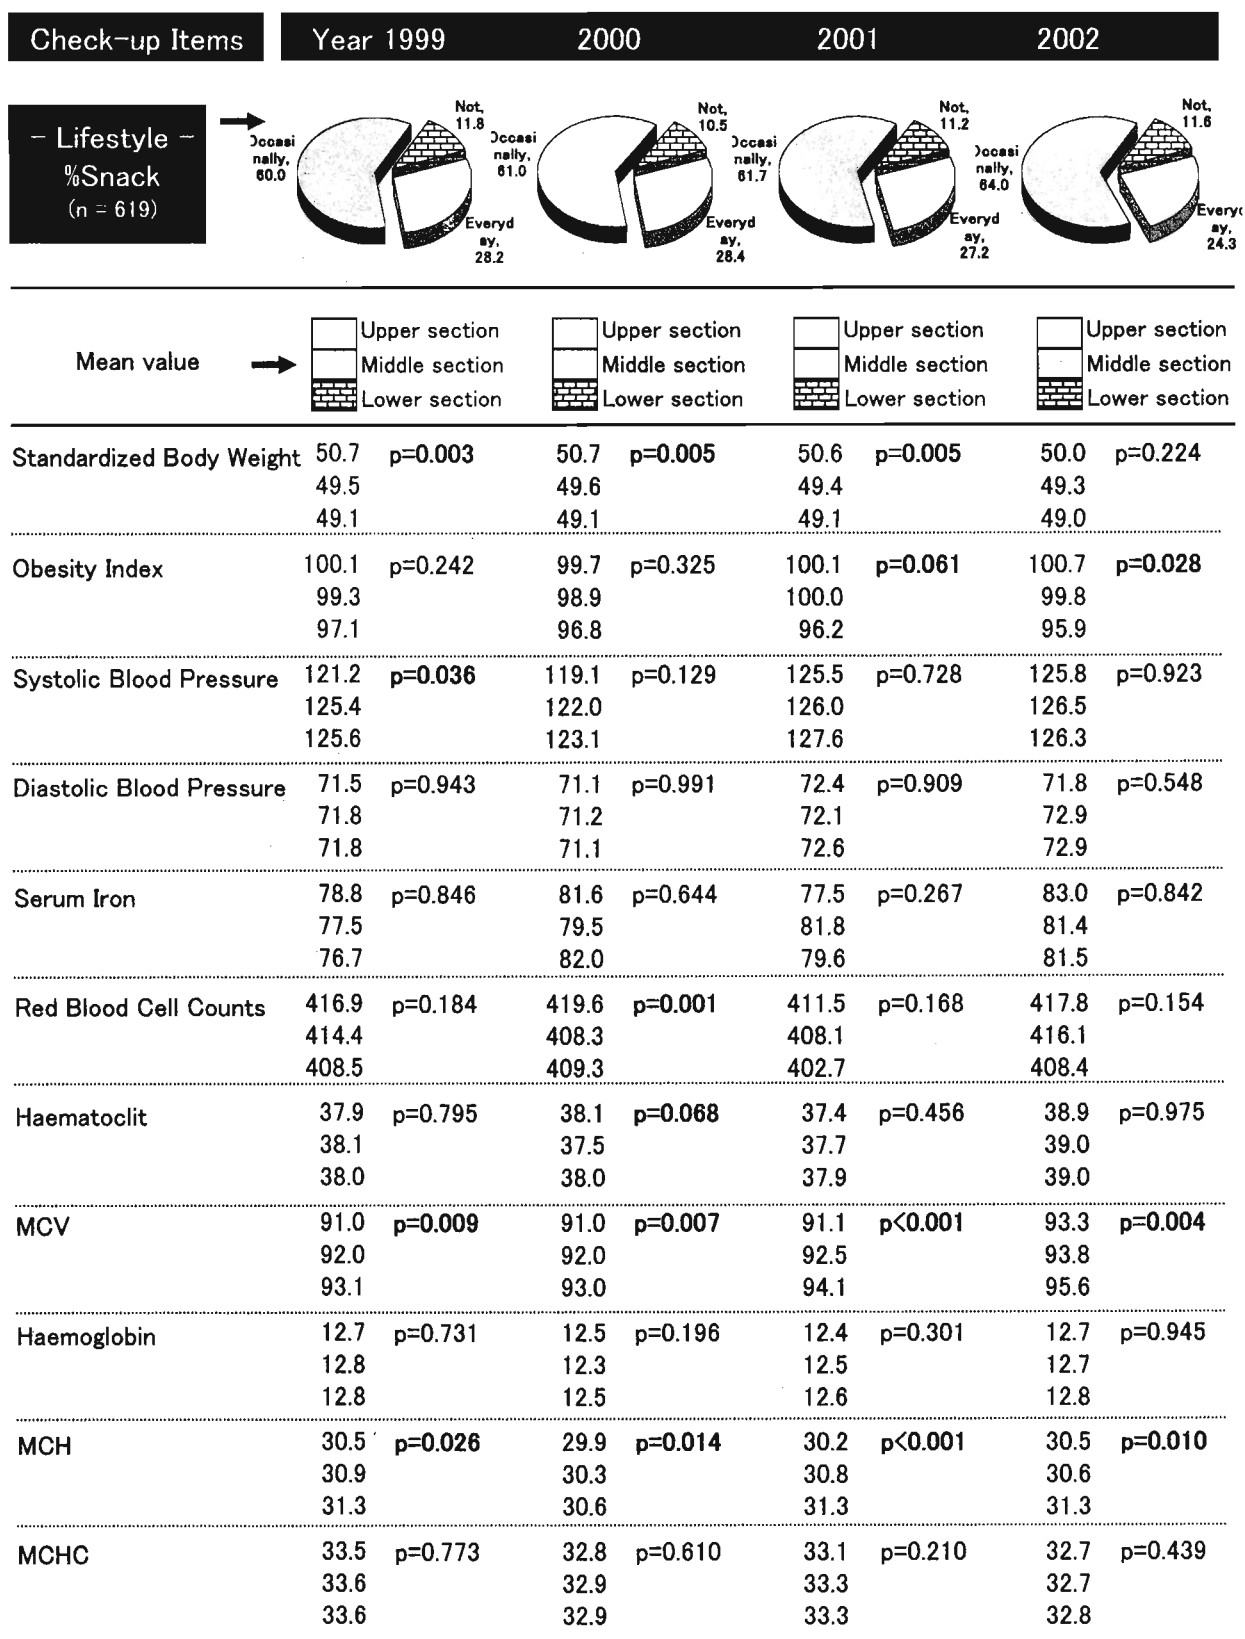 Check-up Items Year 1999 2000 2001 2002
- Lifestyle -
%Snack
(n = 619)
Not,
11.8
Occasi
nally,
60.0
Everyd
ay,
28.2
Not,
10.5
Occasi
nally,
61.0
Everyd
ay,
28.4
Not,
11.2
Occasi
nally,
61.7
Everyd
ay,
27.2
Not,
11.6
Occasi
nally,
64.0
Everyd
ay,
24.3
Mean value
Upper section Upper section Upper section Upper section
Middle section Middle section Middle section Middle section
Lower section Lower section Lower section Lower section
Standardized Body Weight 50.7 p=0.003 50.7 p=0.005 50.6 p=0.005 50.0 p=0.224
49.5 49.6 49.4 49.3
49.1 49.1 49.1 49.0
Obesity Index 100.1 p=0.242 99.7 p=0.325 100.1 p=0.061 100.7 p=0.028
99.3 98.9 100.0 99.8
97.1 96.8 96.2 95.9
Systolic Blood Pressure 121.2 p=0.036 119.1 p=0.129 125.5 p=0.728 125.8 p=0.923
125.4 122.0 126.0 126.5
125.6 123.1 127.6 126.3
Diastolic Blood Pressure 71.5 p=0.943 71.1 p=0.991 72.4 p=0.909 71.8 p=0.548
71.8 71.2 72.1 72.9
71.8 71.1 72.6 72.9
Serum Iron 78.8 p=0.846 81.6 p=0.644 77.5 p=0.267 83.0 p=0.842
77.5 79.5 81.8 81.4
76.7 82.0 79.6 81.5
Red Blood Cell Counts 416.9 p=0.184 419.6 p=0.001 411.5 p=0.168 417.8 p=0.154
414.4 408.3 408.1 416.1
408.5 409.3 402.7 408.4
Haematoclit 37.9 p=0.795 38.1 p=0.068 37.4 p=0.456 38.9 p=0.975
38.1 37.5 37.7 39.0
38.0 38.0 37.9 39.0
MCV 91.0 p=0.009 91.0 p=0.007 91.1 p<0.001 93.3 p=0.004
92.0 92.0 92.5 93.8
93.1 93.0 94.1 95.6
Haemoglobin 12.7 p=0.731 12.5 p=0.196 12.4 p=0.301 12.7 p=0.945
12.8 12.3 12.5 12.7
12.8 12.5 12.6 12.8
MCH 30.5 p=0.026 29.9 p=0.014 30.2 p<0.001 30.5 p=0.010
30.9 30.3 30.8 30.6
31.3 30.6 31.3 31.3
MCHC 33.5 p=0.773 32.8 p=0.610 33.1 p=0.210 32.7 p=0.439
33.6 32.9 33.3 32.7
33.6 32.9 33.3 32.8